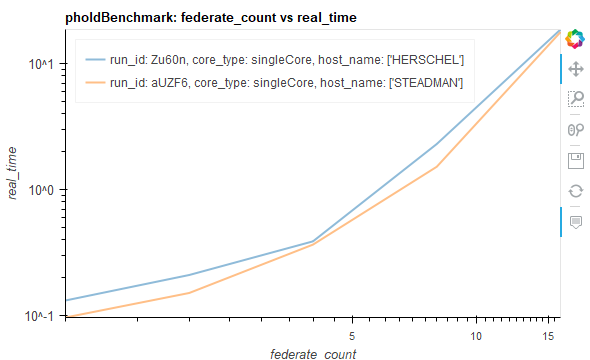 pholdBenchmark: federate_count vs real_time
run_id: Zu60n, core_type: singleCore, host_name: ['HERSCHEL']
run_id: aUZF6, core_type: singleCore, host_name: ['STEADMAN']
10^1
10^0
10^-1
real_time
5
10
15
federate_count